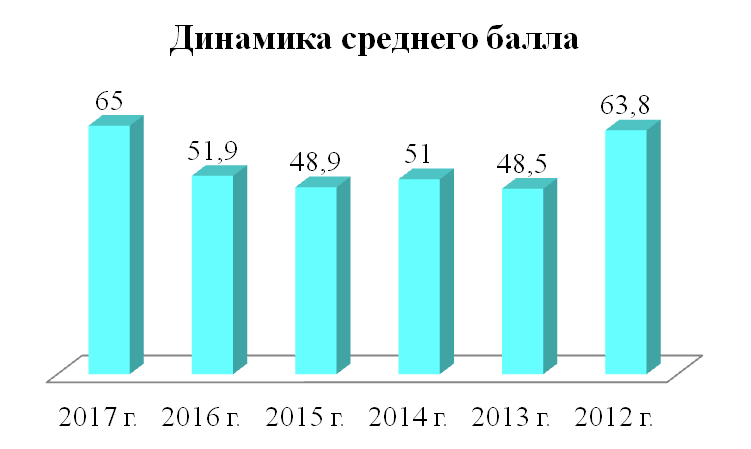 Динамика среднего балла
65
51,9
48,9
51
48,5
63,8
2017 г.
2016 г.
2015 г.
2014 г.
2013 г.
2012 г.